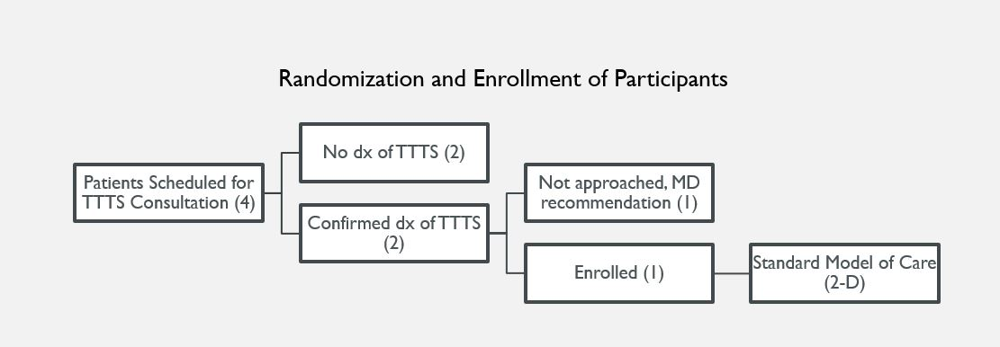 Randomization and Enrollment of Participants
No dx of TTTS (2)
Patients Scheduled for
TTTS Consultation (4)
Not approached, MD
recommendation (1)
Confirmed dx of TTTS
(2)
Enrolled (1)
Standard Model of Care
(2-D)